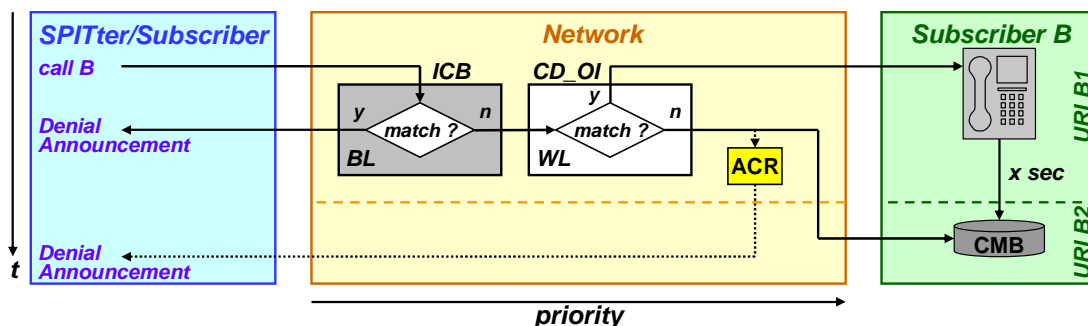 SPITter/Subscriber
Network
Subscriber B
call B
ICB
CD_OI
y
n
y
n
match ?
match ?
Denial
Announcement
BL
WL
ACR
URI B1
x sec
Denial
Announcement
CMB
URI B2
t
priority